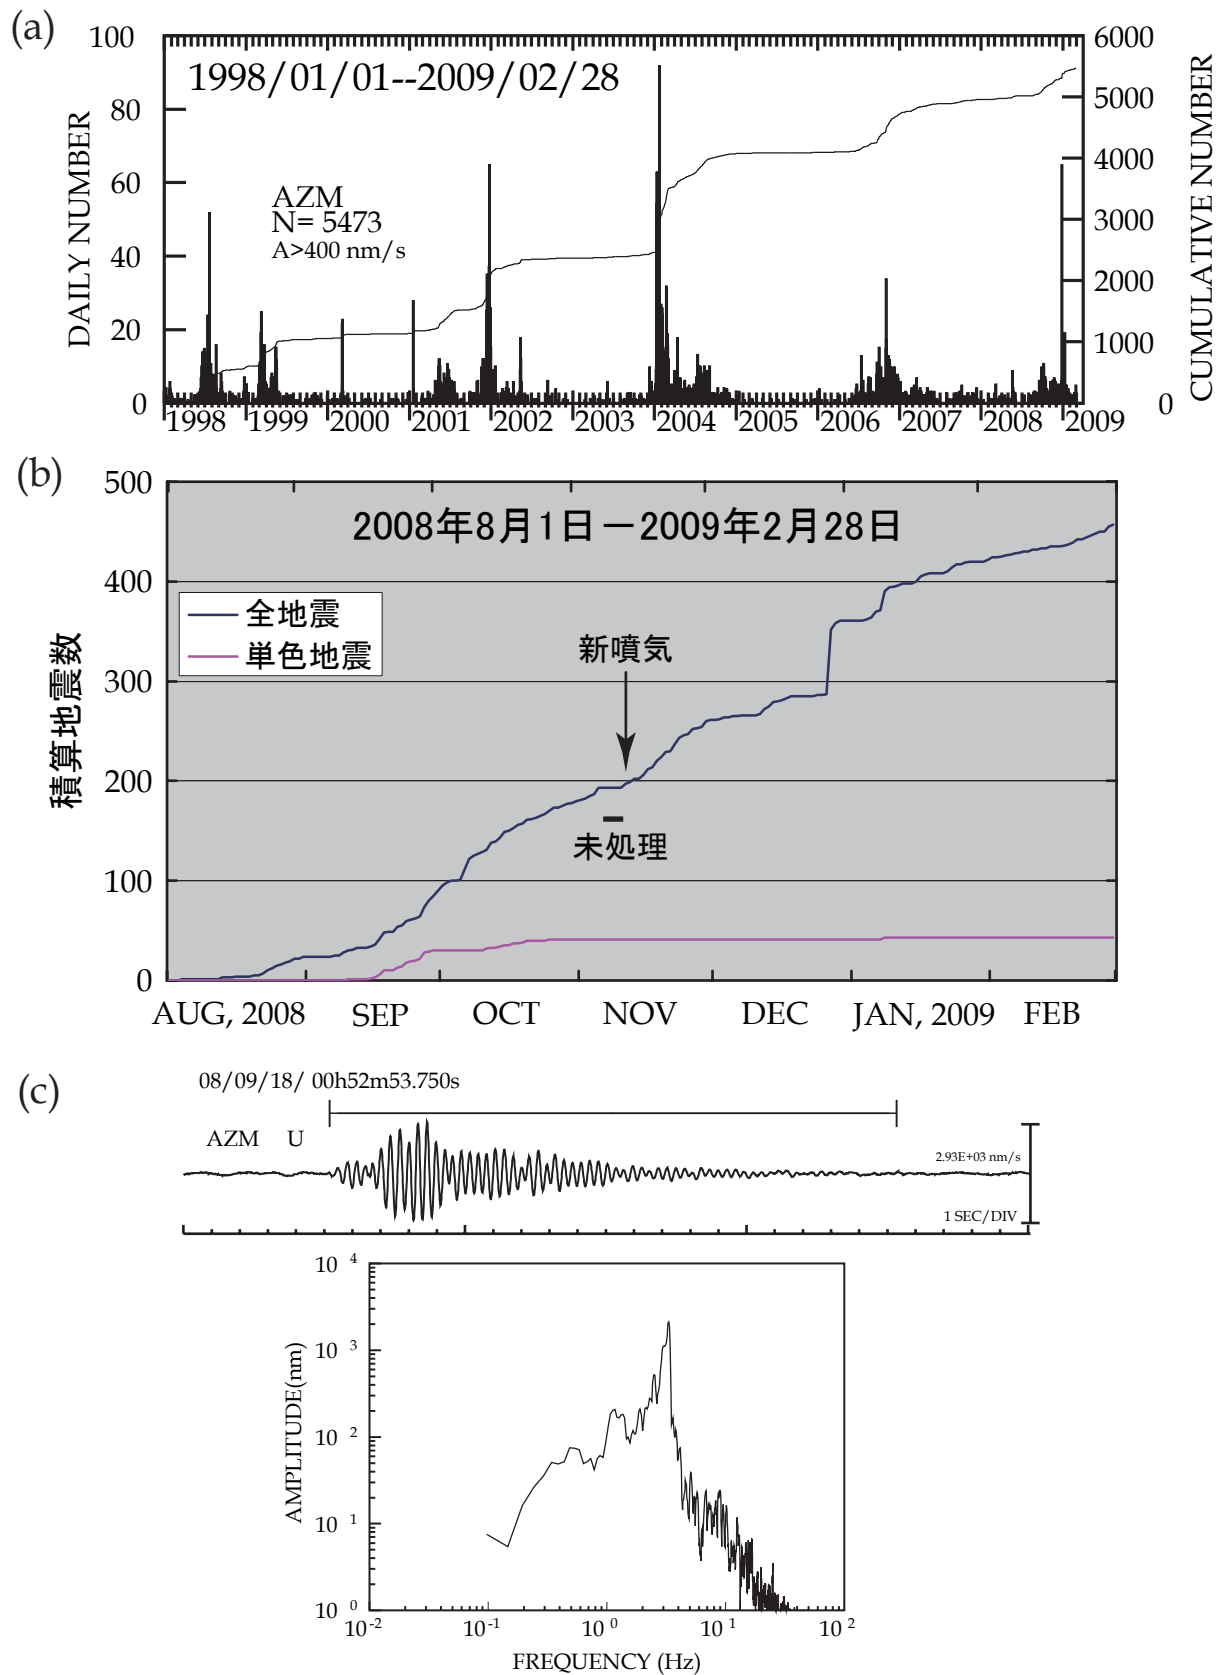 (a)
100
80
60
40
20
0
DAILY NUMBER
1998/01/01--2009/02/28
AZM
N= 5473
A>400 nm/s
6000
5000
4000
3000
2000
1000
0
CUMULATIVE NUMBER
1998 1999 2000 2001 2002 2003 2004 2005 2006 2007 2008 2009
(b)
500
400
300
200
100
0
積算地震数
2008年8月1日－2009年2月28日
全地震
単色地震
新噴気
未処理
AUG, 2008 SEP OCT NOV DEC JAN, 2009 FEB
(c)
08/09/18/ 00h52m53.750s
AZM U
2.93E+03 nm/s
1 SEC/DIV
10 4
10 3
10 2
10 1
10 0
AMPLITUDE(nm)
10-2 10-1 10 0 10 1 10 2
FREQUENCY (Hz)